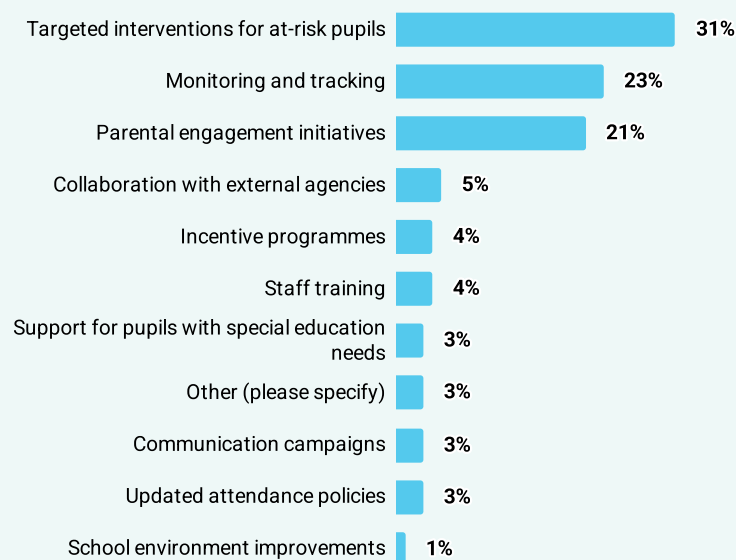 Targeted interventions for at-risk pupils 31%
Monitoring and tracking 23%
Parental engagement initiatives 21%
Collaboration with external agencies 5%
Incentive programmes 4%
Staff training 4%
Support for pupils with special education
needs 3%
Other (please specify) 3%
Communication campaigns 3%
Updated attendance policies 3%
School environment improvements 1%